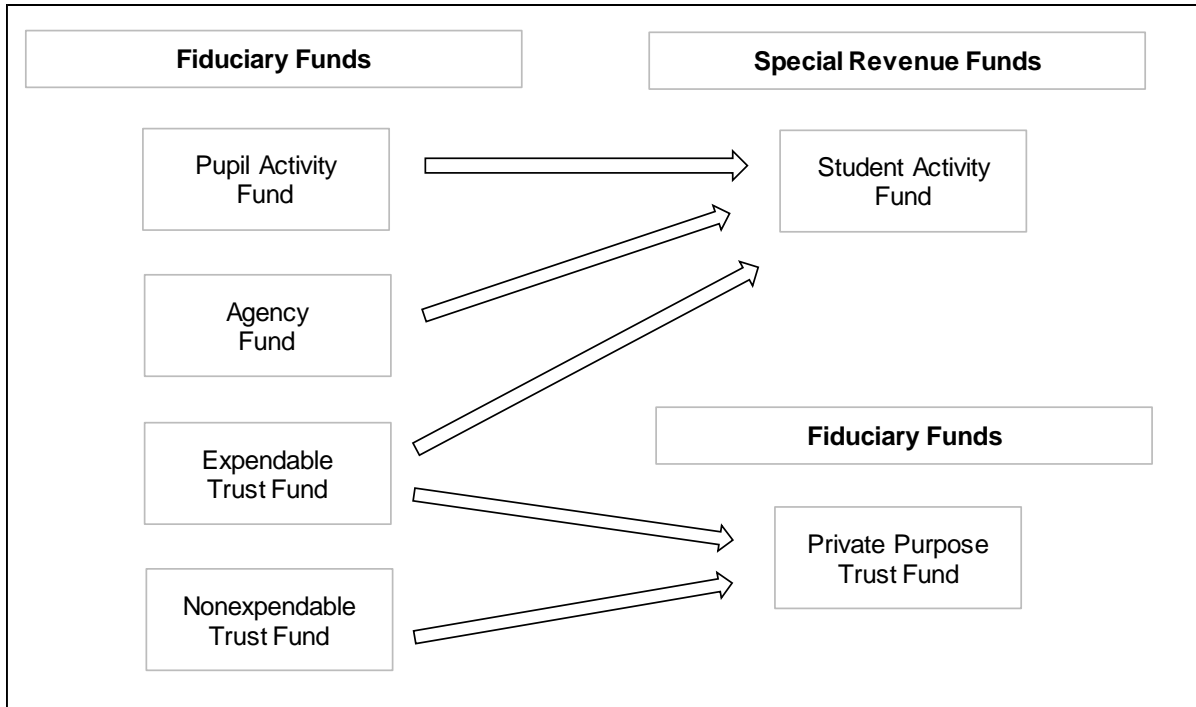 Fiduciary Funds
Special Revenue Funds
Pupil Activity
Fund
Student Activity
Fund
Agency
Fund
Expendable
Trust Fund
Fiduciary Funds
Private Purpose
Trust Fund
Nonexpendable
Trust Fund